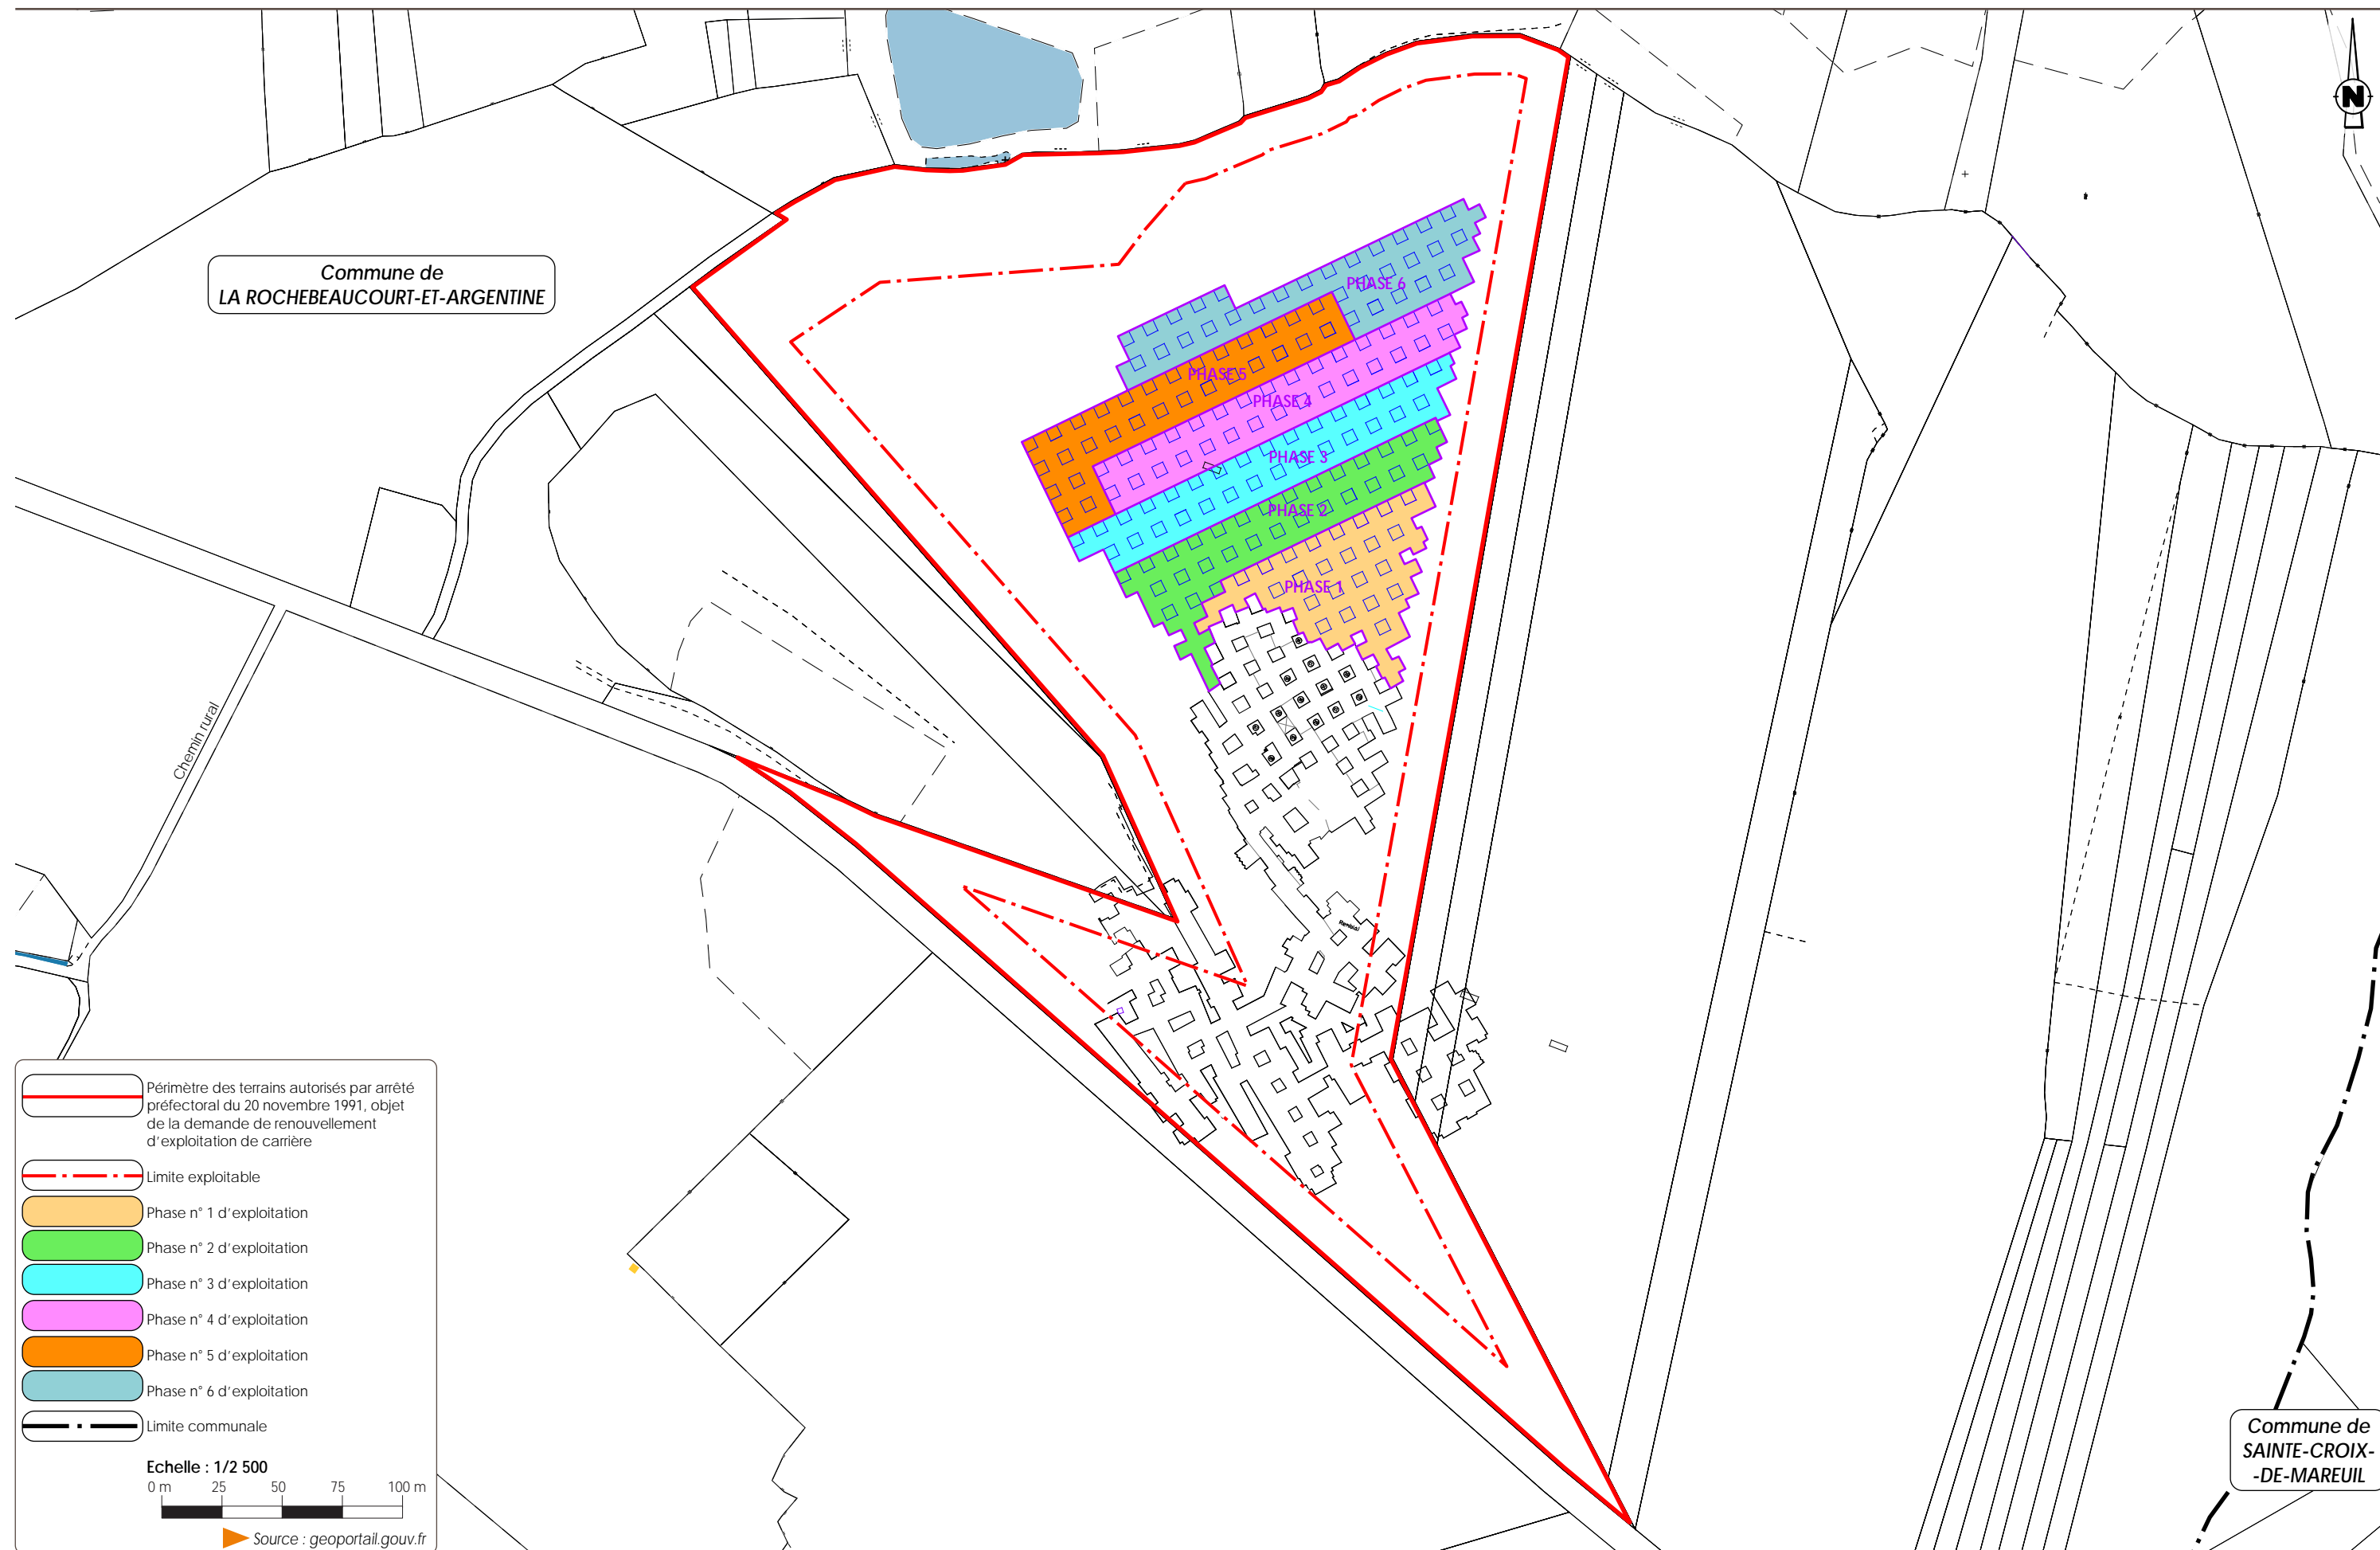 N
Commune de
LA ROCHEBEAUCOURT-ET-ARGENTINE
PHASE 6
PHASE 5
PHASE 4
PHASE 3
PHASE 2
PHASE 1
Chemin rural
Remblai
Périmètre des terrains autorisés par arrêté
préfectoral du 20 novembre 1991, objet
de la demande de renouvellement
d'exploitation de carrière
Limite exploitable
Phase n° 1 d'exploitation
Phase n° 2 d'exploitation
Phase n° 3 d'exploitation
Phase n° 4 d'exploitation
Phase n° 5 d'exploitation
Phase n° 6 d'exploitation
Limite communale
Echelle : 1/2 500
0 m 25 50 75 100 m
Source : geoportail.gouv.fr
Commune de
SAINTE-CROIX-
-DE-MAREUIL